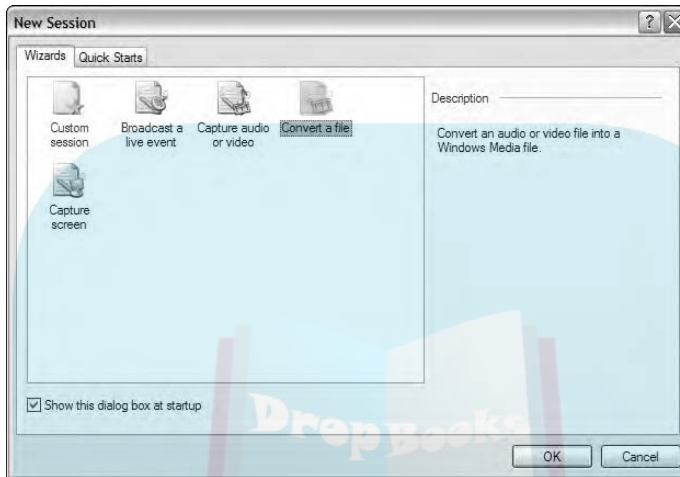 New Session
Wizards
Quick Starts
Custom
session
Broadcast a
live event
Capture audio
or video
Convert a file
Capture
screen
Description
Convert an audio or video file into a
Windows Media file.
Show this dialog box at startup
DropBooks
OK
Cancel